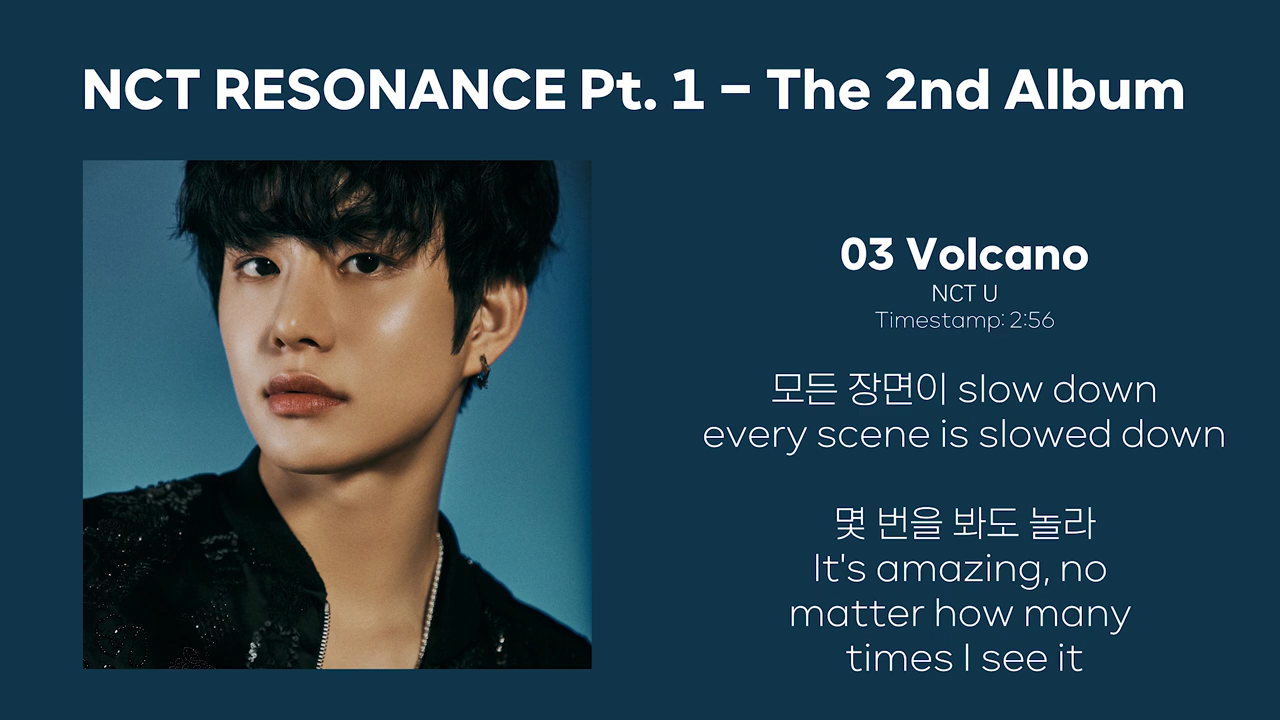 NCT RESONANCE Pt. 1 – The 2nd Album
03 Volcano
NCT U
Timestamp: 2:56
모든 장면이 slow down
every scene is slowed down
몇 번을 봐도 놀라
It's amazing, no
matter how many
times I see it